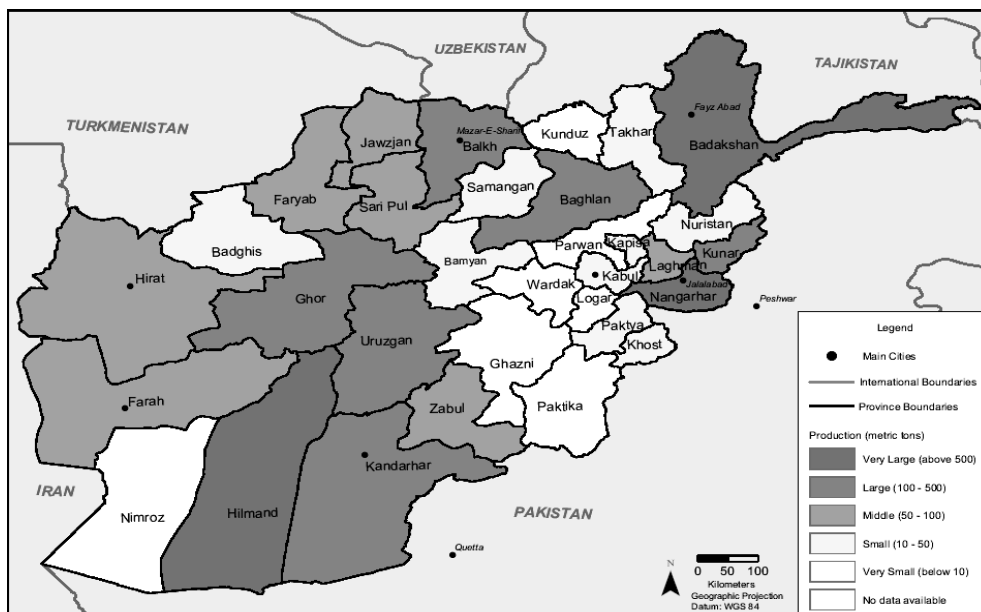 UZBEKISTAN
TAJIKISTAN
TURKMENISTAN
Fayz Abad
Mazar-E-Sharif
Jawzjan
Balkh
Kunduz
Takhar
Badakshan
Samangan
Faryab
Sari Pul
Baghlan
Nuristan
Badghis
Parwan
Kapisa
Bamyan
Kunar
Laghman
Hirat
Wardak
Kabul
Jalalabad
Ghor
Logar
Nangarhar
Peshwar
Paktya
Uruzgan
Khost
Ghazni
Farah
Zabul
Paktika
Kandarhar
IRAN
Nimroz
Hilmand
PAKISTAN
Quetta
N
0 50 100
Kilometers
Geographic Projection
Datum: WGS 84
Legend
Main Cities
International Boundaries
Province Boundaries
Production (metric tons)
Very Large (above 500)
Large (100 - 500)
Middle (50 - 100)
Small (10 - 50)
Very Small (below 10)
No data available